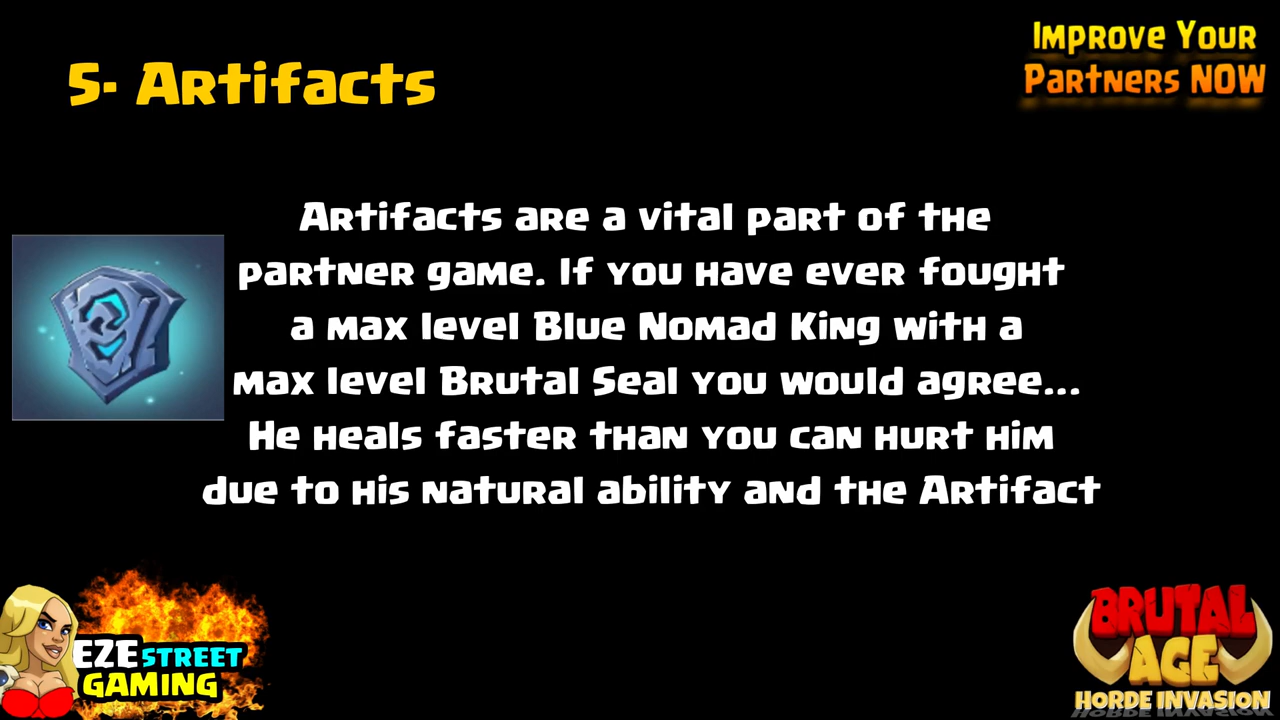 5- Artifacts
Improve Your
Partners NOW
Artifacts are a vital part of the
partner game. If you have ever fought
a max level Blue Nomad King with a
max level Brutal Seal you would agree...
He heals faster than you can hurt him
due to his natural ability and the Artifact
EZE STREET
GAMING
BRUTAL
AGE
HORDE INVASION